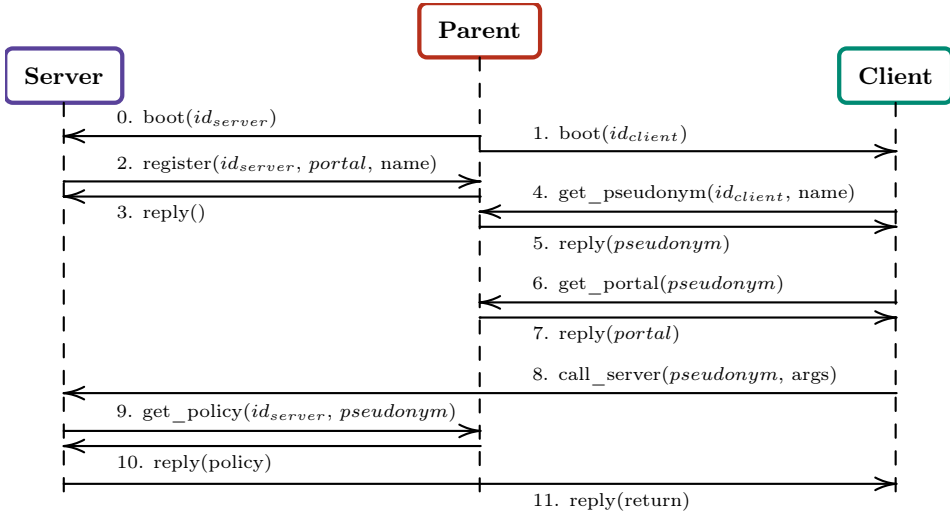 Parent
Server
Client
0. boot(id_server)
1. boot(id_client)
2. register(id_server, portal, name)
3. reply()
4. get_pseudonym(id_client, name)
5. reply(pseudonym)
6. get_portal(pseudonym)
7. reply(portal)
8. call_server(pseudonym, args)
9. get_policy(id_server, pseudonym)
10. reply(policy)
11. reply(return)